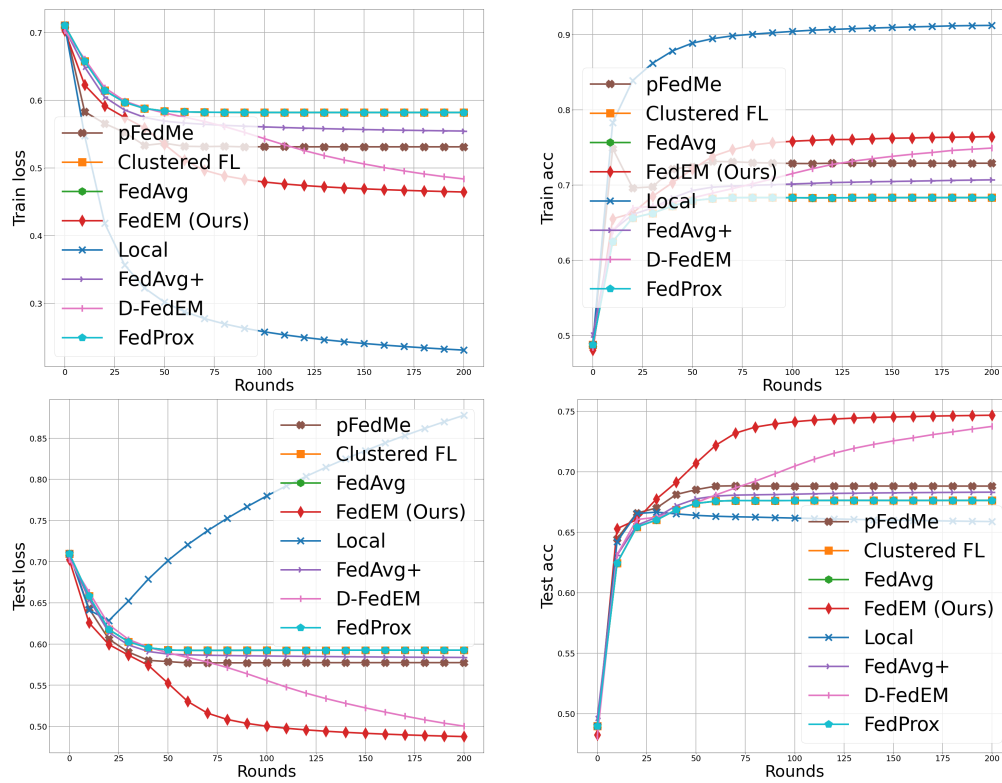 0.7
0.6
0.5
0.4
0.3
Train loss
pFedMe
Clustered FL
FedAvg
FedEM (Ours)
Local
FedAvg+
D-FedEM
FedProx
0 25 50 75 100 125 150 175 200
Rounds
0.9
0.8
0.7
0.6
0.5
Train acc
pFedMe
Clustered FL
FedAvg
FedEM (Ours)
Local
FedAvg+
D-FedEM
FedProx
0 25 50 75 100 125 150 175 200
Rounds
0.85
0.80
0.75
0.70
0.65
0.60
0.55
0.50
Test loss
pFedMe
Clustered FL
FedAvg
FedEM (Ours)
Local
FedAvg+
D-FedEM
FedProx
0 25 50 75 100 125 150 175 200
Rounds
0.75
0.70
0.65
0.60
0.55
0.50
Test acc
pFedMe
Clustered FL
FedAvg
FedEM (Ours)
Local
FedAvg+
D-FedEM
FedProx
0 25 50 75 100 125 150 175 200
Rounds